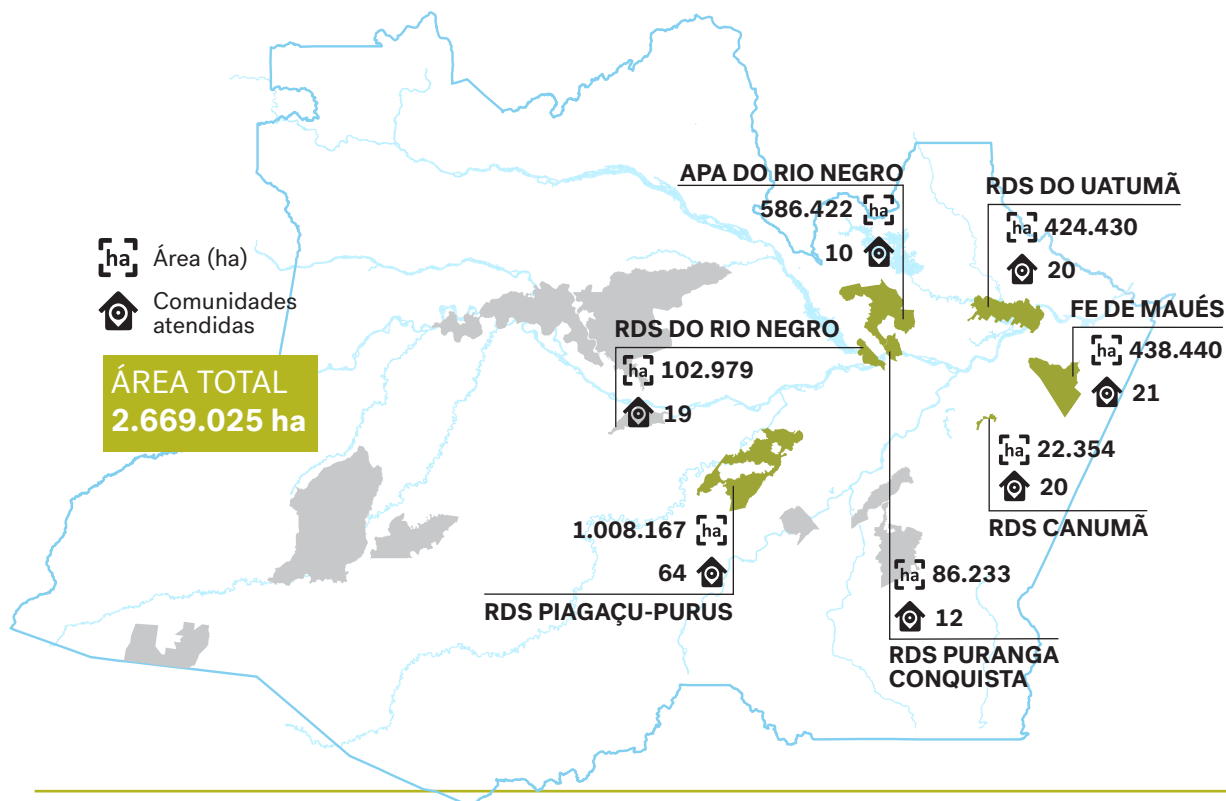 APA DO RIO NEGRO
586.422 ha
10
RDS DO UATUMÃ
ha 424.430
20
ha Área (ha)
Comunidades
atendidas
FE DE MAUÉS
ha 438.440
21
RDS DO RIO NEGRO
ha 102.979
19
ÁREA TOTAL
2.669.025 ha
ha 22.354
20
RDS CANUMÃ
1.008.167 ha
64
RDS PIAGAÇU-PURUS
ha 86.233
12
RDS PURANGA
CONQUISTA